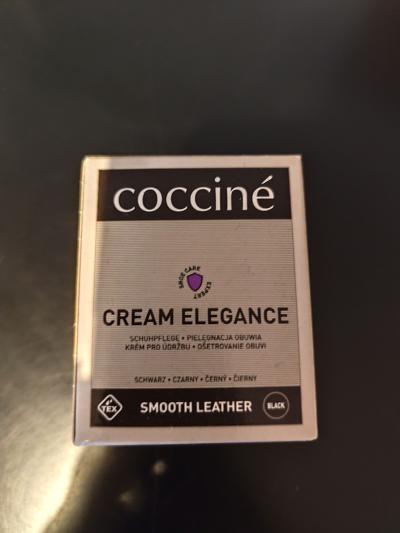 cocciné
SHOE CARE
EXPERT
CREAM ELEGANCE
SCHUHPFLEGE • PIELĘGNACJA OBUWIA
KRÉM PRO ÚDRŽBU • OŠETROVANIE OBUVI
SCHWARZ • CZARNY • ČERNÝ • ČIERNY
TEX
SMOOTH LEATHER
BLACK